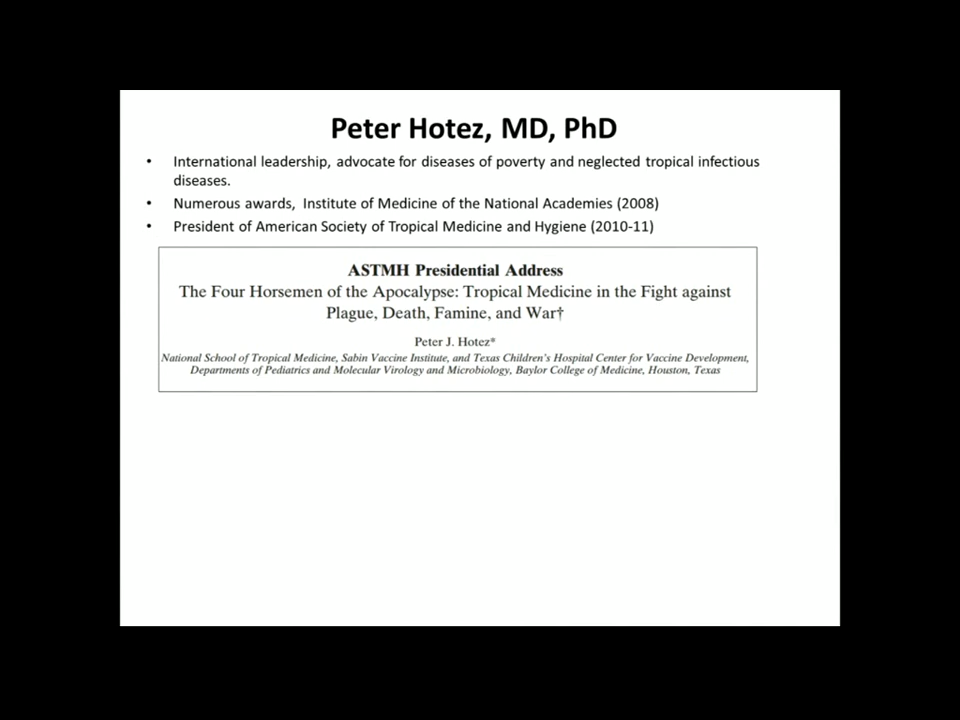 Peter Hotez, MD, PhD
• International leadership, advocate for diseases of poverty and neglected tropical infectious
diseases.
• Numerous awards, Institute of Medicine of the National Academies (2008)
• President of American Society of Tropical Medicine and Hygiene (2010-11)
ASTMH Presidential Address
The Four Horsemen of the Apocalypse: Tropical Medicine in the Fight against
Plague, Death, Famine, and War†
Peter J. Hotez*
National School of Tropical Medicine, Sabin Vaccine Institute, and Texas Children's Hospital Center for Vaccine Development,
Departments of Pediatrics and Molecular Virology and Microbiology, Baylor College of Medicine, Houston, Texas